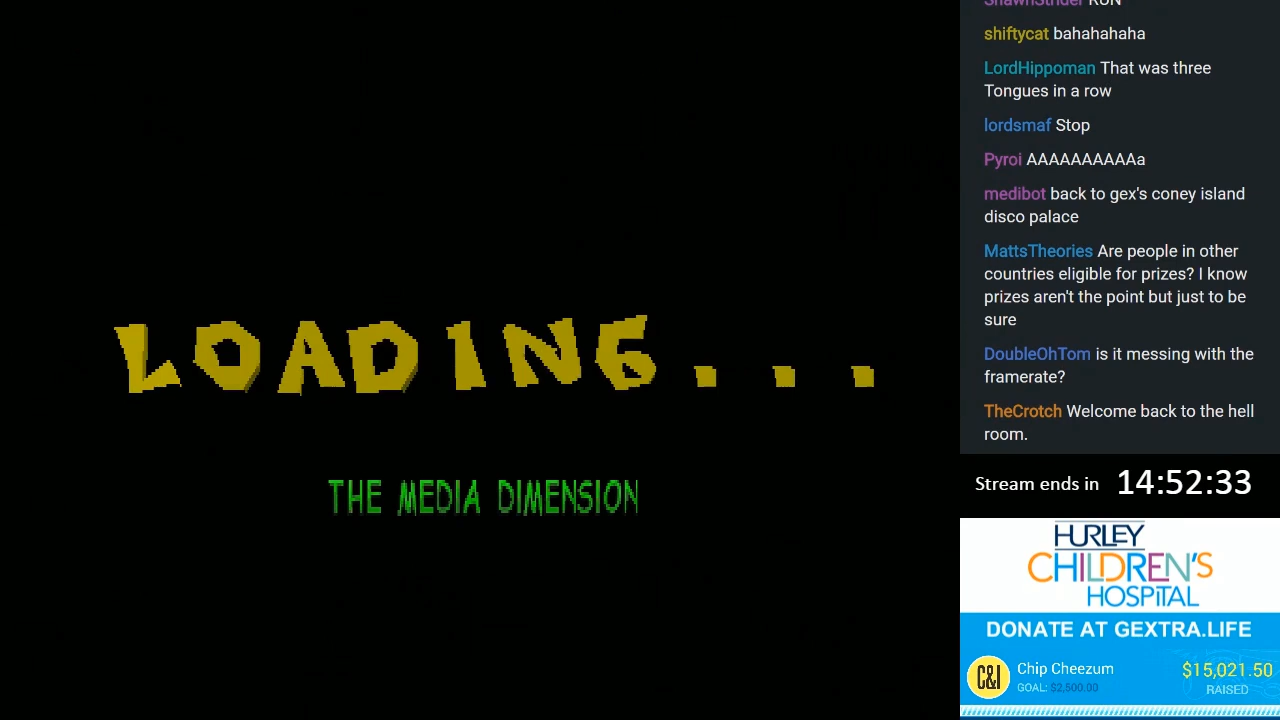 LOADING...
THE MEDIA DIMENSION
ShawnStrider RUN
shiftycat bahahahaha
LordHippoman That was three
Tongues in a row
lordsmaf Stop
Pyroi AAAAAAAAAAa
medibot back to gex's coney island
disco palace
MattsTheories Are people in other
countries eligible for prizes? I know
prizes aren't the point but just to be
sure
DoubleOhTom is it messing with the
framerate?
TheCrotch Welcome back to the hell
room.
Stream ends in 14:52:33
HURLEY
CHILDREN'S
HOSPITAL
DONATE AT GEXTRA.LIFE
C&I
Chip Cheezum $15,021.50
GOAL: $2,500.00 RAISED